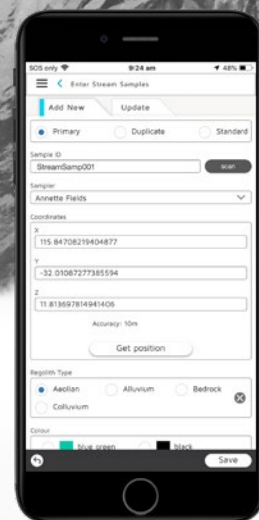 SOS only 9:24 am 48%
Enter Stream Samples
Add New Update
Primary Duplicate Standard
Sample ID
StreamSamp001 scan
Sampler
Annette Fields
Coordinates
X
115.84708219404877
Y
-32.01087277385594
Z
11.813697814941406
Accuracy: 10m
Get position
Regolith Type
Aeolian Alluvium Bedrock
Colluvium
Colour
blue green black
Save